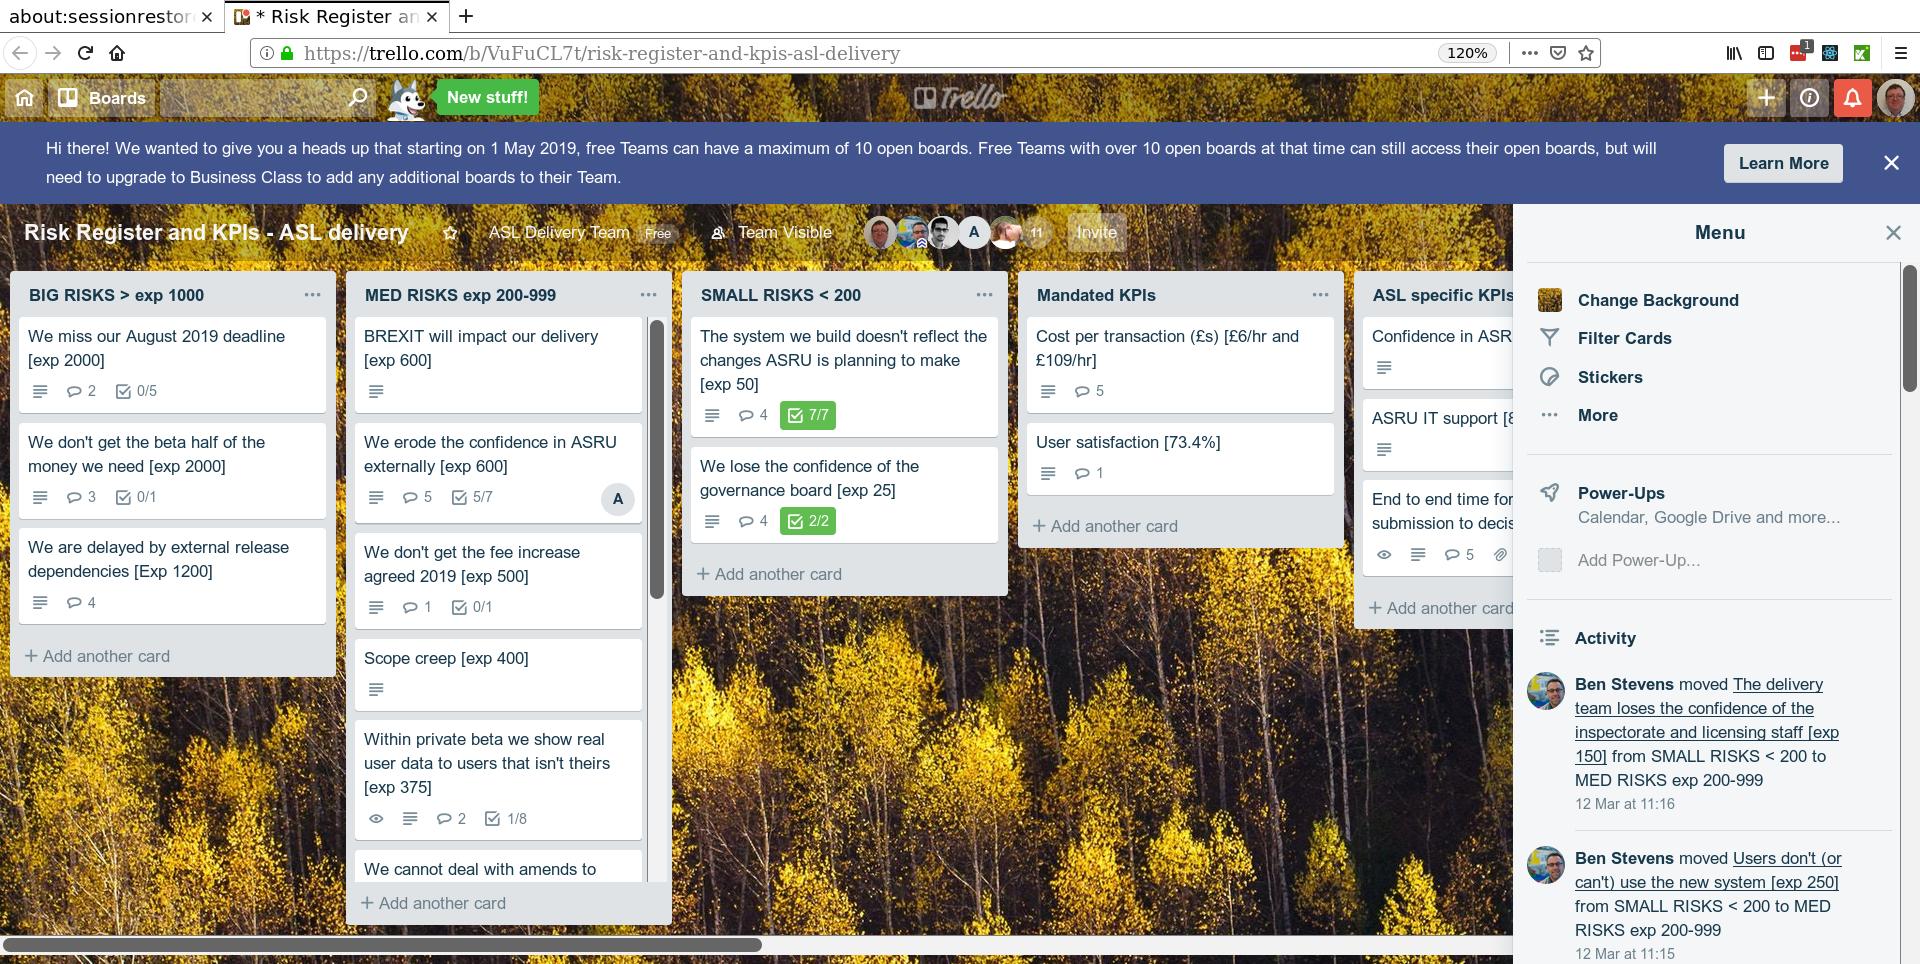 about:sessionrestor
* Risk Register an
https://trello.com/b/VuFuCL7t/risk-register-and-kpis-asl-delivery
120%
1
Boards
New stuff!
Trello
Hi there! We wanted to give you a heads up that starting on 1 May 2019, free Teams can have a maximum of 10 open boards. Free Teams with over 10 open boards at that time can still access their open boards, but will
need to upgrade to Business Class to add any additional boards to their Team.
Learn More
Risk Register and KPIs - ASL delivery
ASL Delivery Team Free
Team Visible
A
11
Invite
BIG RISKS > exp 1000
We miss our August 2019 deadline
[exp 2000]
2 0/5
We don't get the beta half of the
money we need [exp 2000]
3 0/1
We are delayed by external release
dependencies [Exp 1200]
4
+ Add another card
MED RISKS exp 200-999
BREXIT will impact our delivery
[exp 600]
We erode the confidence in ASRU
externally [exp 600]
5 5/7
A
We don't get the fee increase
agreed 2019 [exp 500]
1 0/1
Scope creep [exp 400]
Within private beta we show real
user data to users that isn't theirs
[exp 375]
2 1/8
We cannot deal with amends to
+ Add another card
SMALL RISKS < 200
The system we build doesn't reflect the
changes ASRU is planning to make
[exp 50]
4 7/7
We lose the confidence of the
governance board [exp 25]
4 2/2
+ Add another card
Mandated KPIs
Cost per transaction (£s) [£6/hr and
£109/hr]
5
User satisfaction [73.4%]
1
+ Add another card
ASL specific KPIs
Confidence in ASR
ASRU IT support [8
End to end time for
submission to decis
5
+ Add another card
Menu
Change Background
Filter Cards
Stickers
More
Power-Ups
Calendar, Google Drive and more...
Add Power-Up...
Activity
Ben Stevens moved The delivery
team loses the confidence of the
inspectorate and licensing staff [exp
150] from SMALL RISKS < 200 to
MED RISKS exp 200-999
12 Mar at 11:16
Ben Stevens moved Users don't (or
can't) use the new system [exp 250]
from SMALL RISKS < 200 to MED
RISKS exp 200-999
12 Mar at 11:15